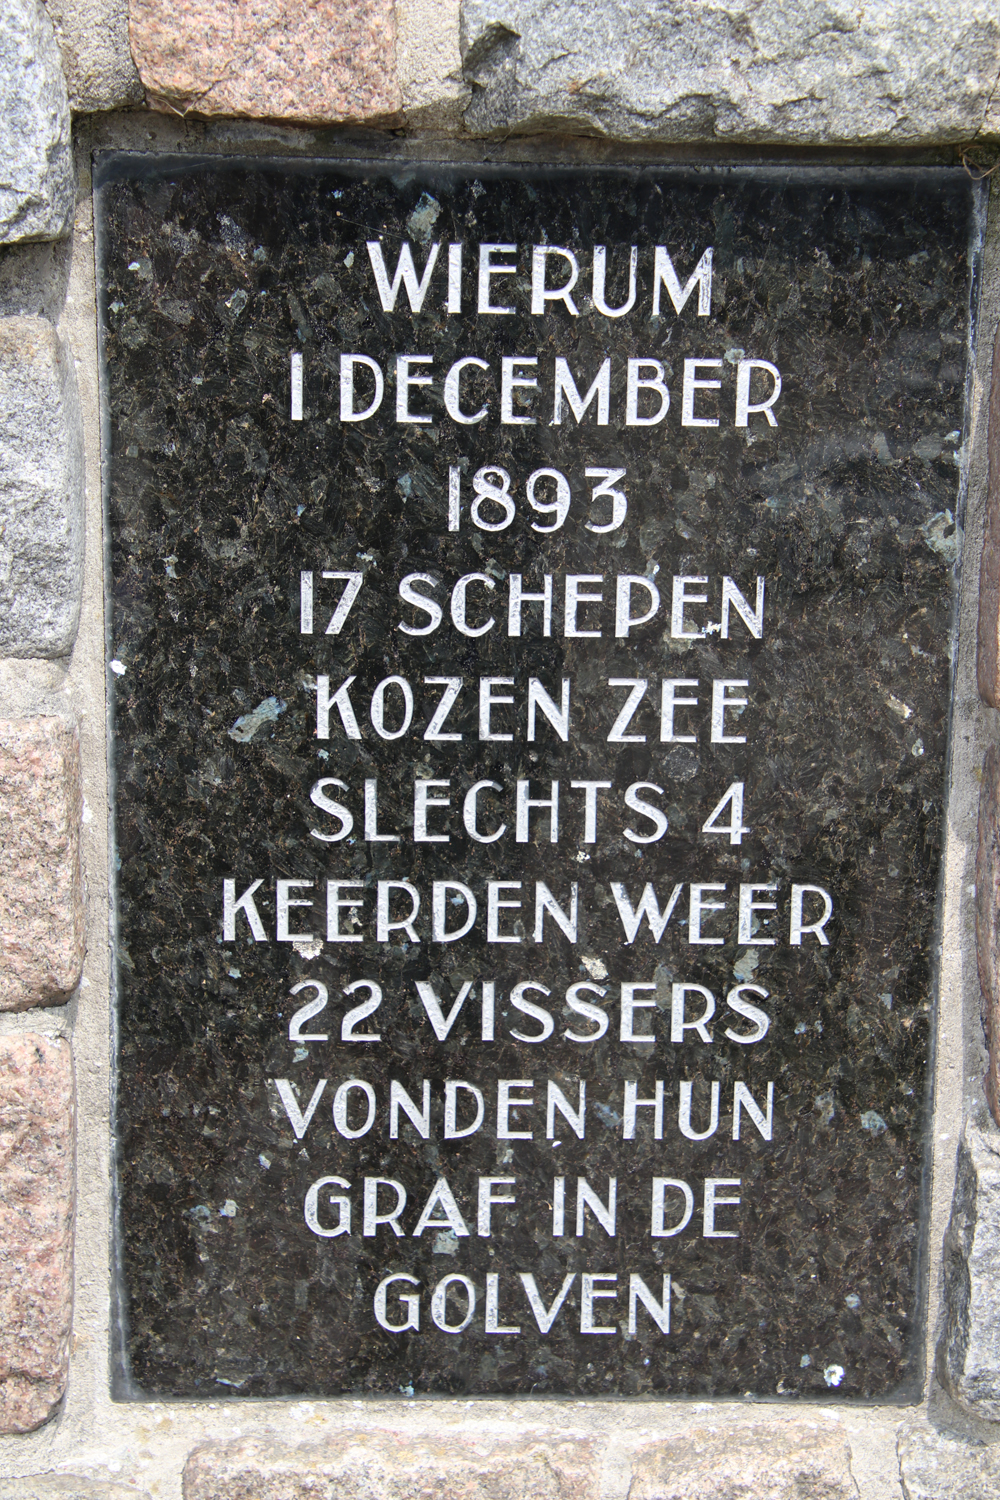 WIERUM
1 DECEMBER
1893
17 SCHEPEN
KOZEN ZEE
SLECHTS 4
KEERDEN WEER
22 VISSERS
VONDEN HUN
GRAF IN DE
GOLVEN